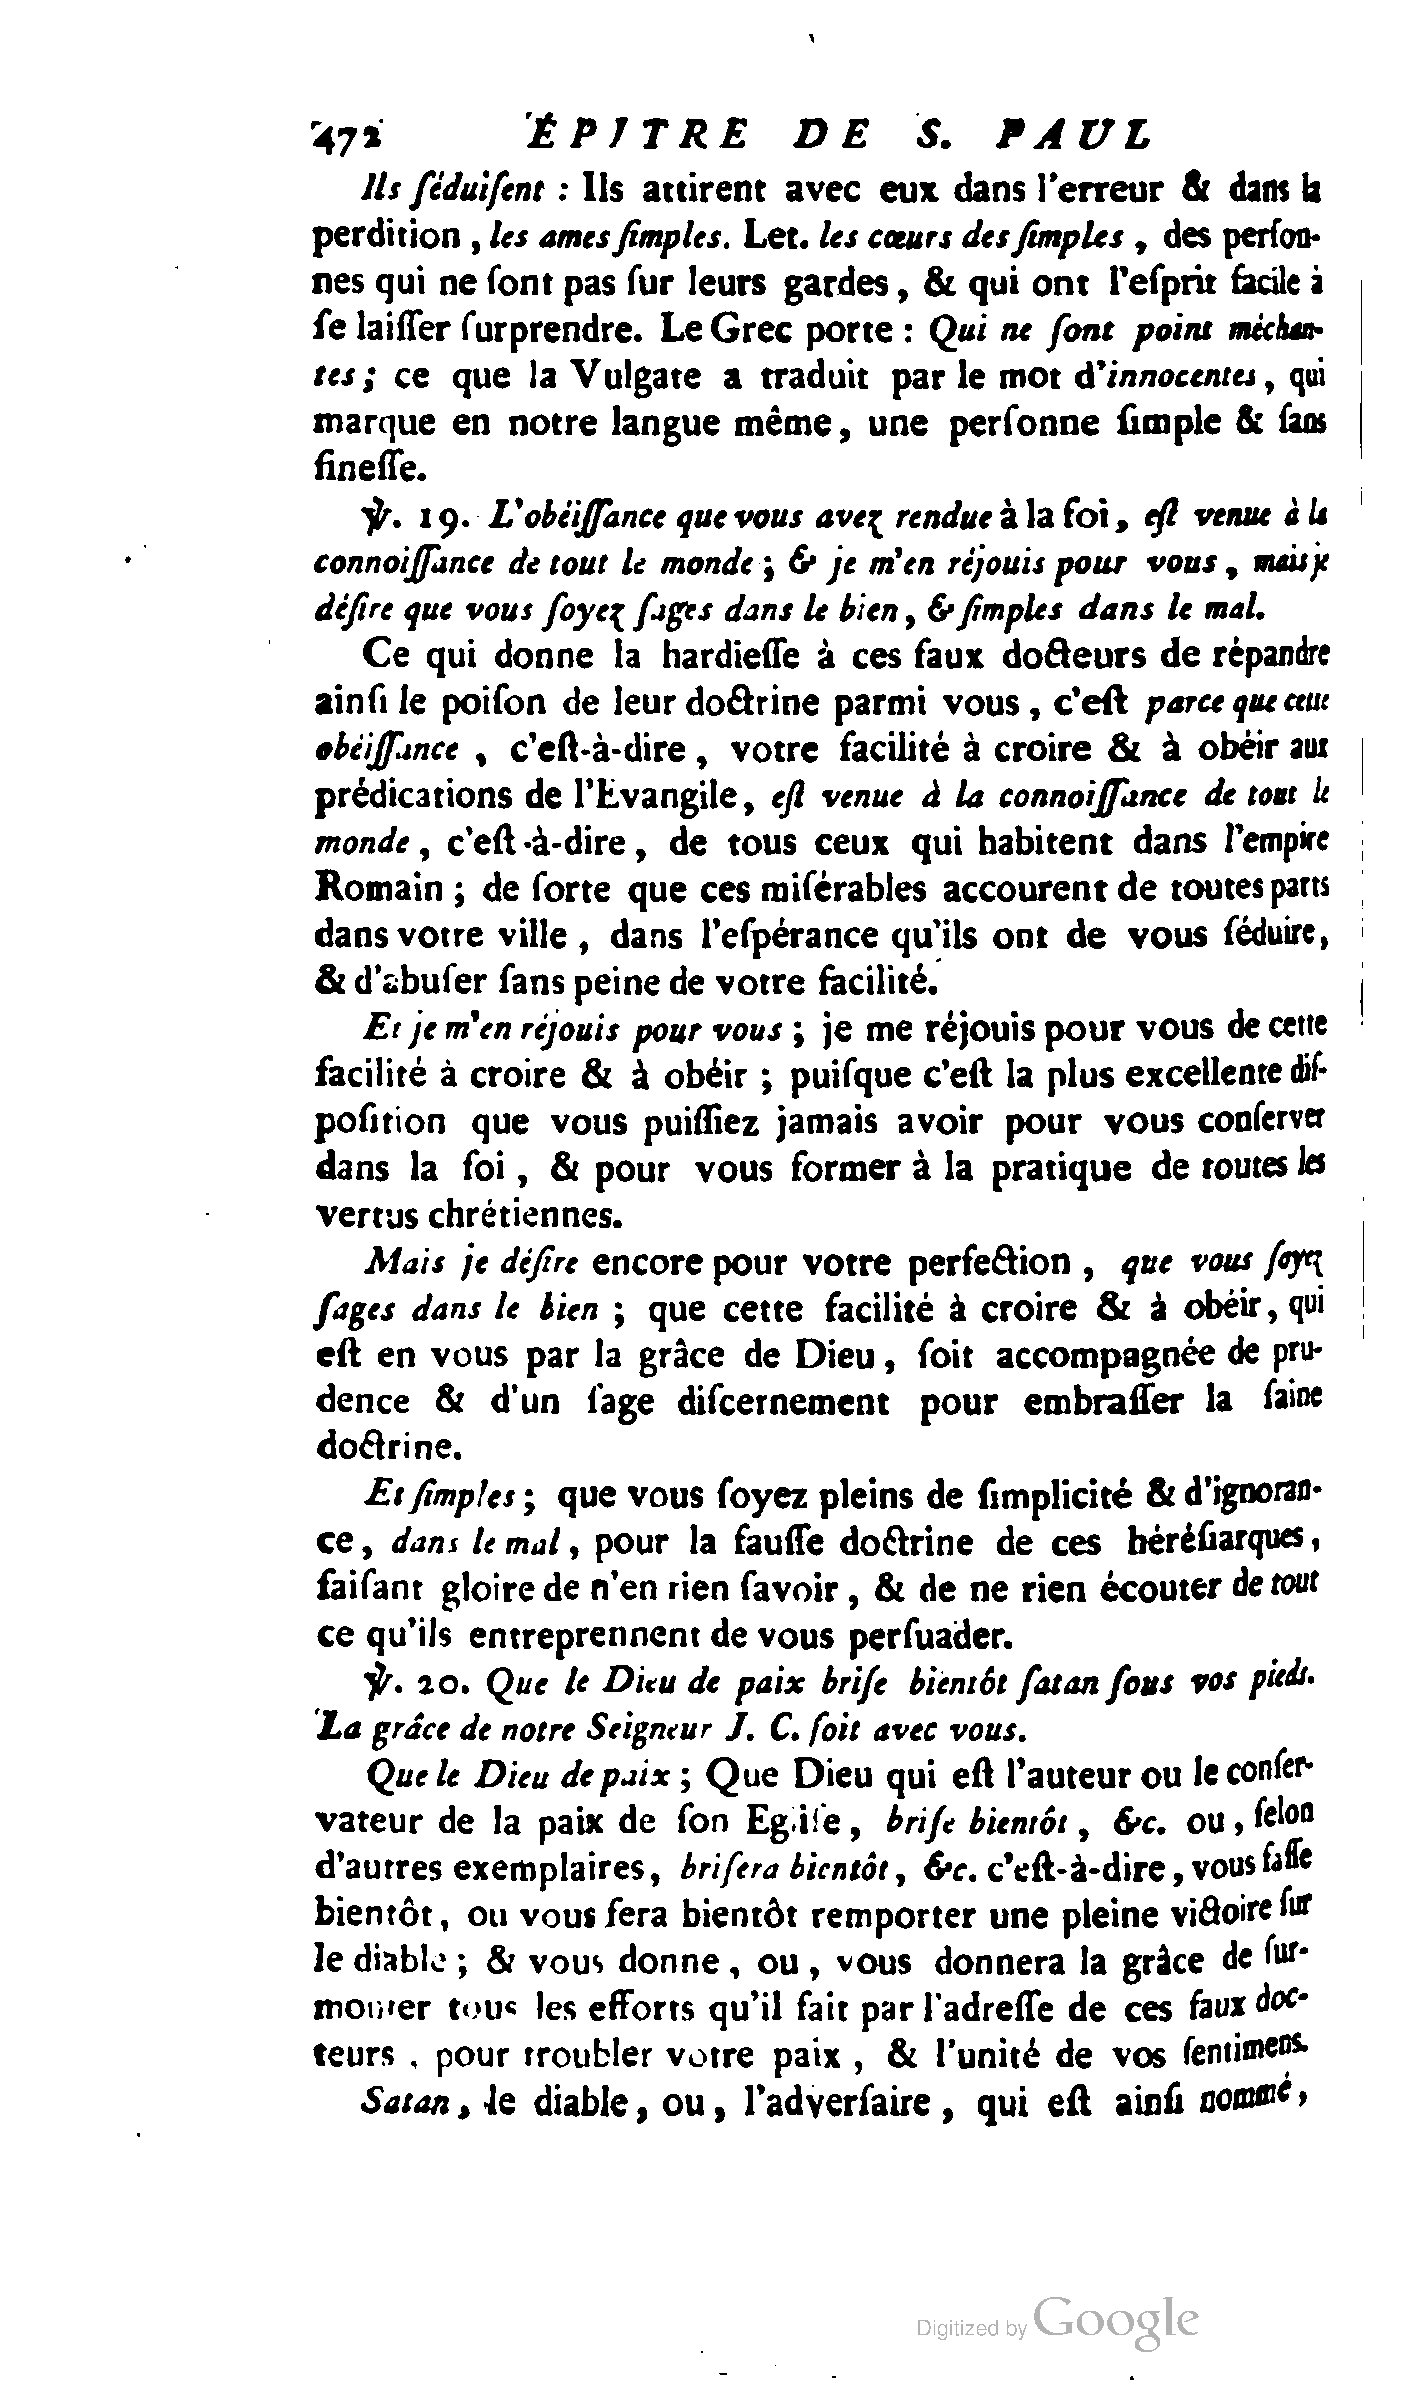 472 ÉPITRE DE S. PAUL
Ils ſéduiſent : Ils attirent avec eux dans l'erreur & dans la
perdition, les ames ſimples. Let. les cœurs des ſimples, des perſon-
nes qui ne ſont pas ſur leurs gardes, & qui ont l'eſprit facile à
ſe laiſſer ſurprendre. Le Grec porte : Qui ne ſont point méchan-
tes; ce que la Vulgate a traduit par le mot d'innocentes, qui
marque en notre langue même, une perſonne ſimple & ſans
fineſſe.
℣. 19. L'obéiſſance que vous avez rendue à la foi, eſt venue à la
connoiſſance de tout le monde; & je m'en réjouis pour vous, mais je
déſire que vous ſoyez ſages dans le bien, & ſimples dans le mal.
Ce qui donne la hardieſſe à ces faux docteurs de répandre
ainſi le poiſon de leur doctrine parmi vous, c'eſt parce que cette
obéiſſance, c'eſt-à-dire, votre facilité à croire & à obéir aux
prédications de l'Evangile, eſt venue à la connoiſſance de tout le
monde, c'eſt-à-dire, de tous ceux qui habitent dans l'empire
Romain; de ſorte que ces miſérables accourent de toutes parts
dans votre ville, dans l'eſpérance qu'ils ont de vous ſéduire,
& d'abuſer ſans peine de votre facilité.
Et je m'en réjouis pour vous; je me réjouis pour vous de cette
facilité à croire & à obéir; puiſque c'eſt la plus excellente diſ-
poſition que vous puiſſiez jamais avoir pour vous conſerver
dans la foi, & pour vous former à la pratique de toutes les
vertus chrétiennes.
Mais je déſire encore pour votre perfection, que vous ſoyez
ſages dans le bien; que cette facilité à croire & à obéir, qui
eſt en vous par la grâce de Dieu, ſoit accompagnée de pru-
dence & d'un ſage diſcernement pour embraſſer la ſaine
doctrine.
Et ſimples; que vous ſoyez pleins de ſimplicité & d'ignoran-
ce, dans le mal, pour la fauſſe doctrine de ces héréſiarques,
faiſant gloire de n'en rien ſavoir, & de ne rien écouter de tout
ce qu'ils entreprennent de vous perſuader.
℣. 20. Que le Dieu de paix briſe bientôt ſatan ſous vos pieds.
La grâce de notre Seigneur J. C. ſoit avec vous.
Que le Dieu de paix; Que Dieu qui eſt l'auteur ou le conſer-
vateur de la paix de ſon Egliſe, briſe bientôt, &c. ou, ſelon
d'autres exemplaires, briſera bientôt, &c. c'eſt-à-dire, vous faſſe
bientôt, ou vous fera bientôt remporter une pleine victoire ſur
le diable; & vous donne, ou, vous donnera la grâce de ſur-
monter tous les efforts qu'il fait par l'adreſſe de ces faux doc-
teurs, pour troubler votre paix, & l'unité de vos ſentimens.
Satan, le diable, ou, l'adverſaire, qui eſt ainſi nommé,
Digitized by Google